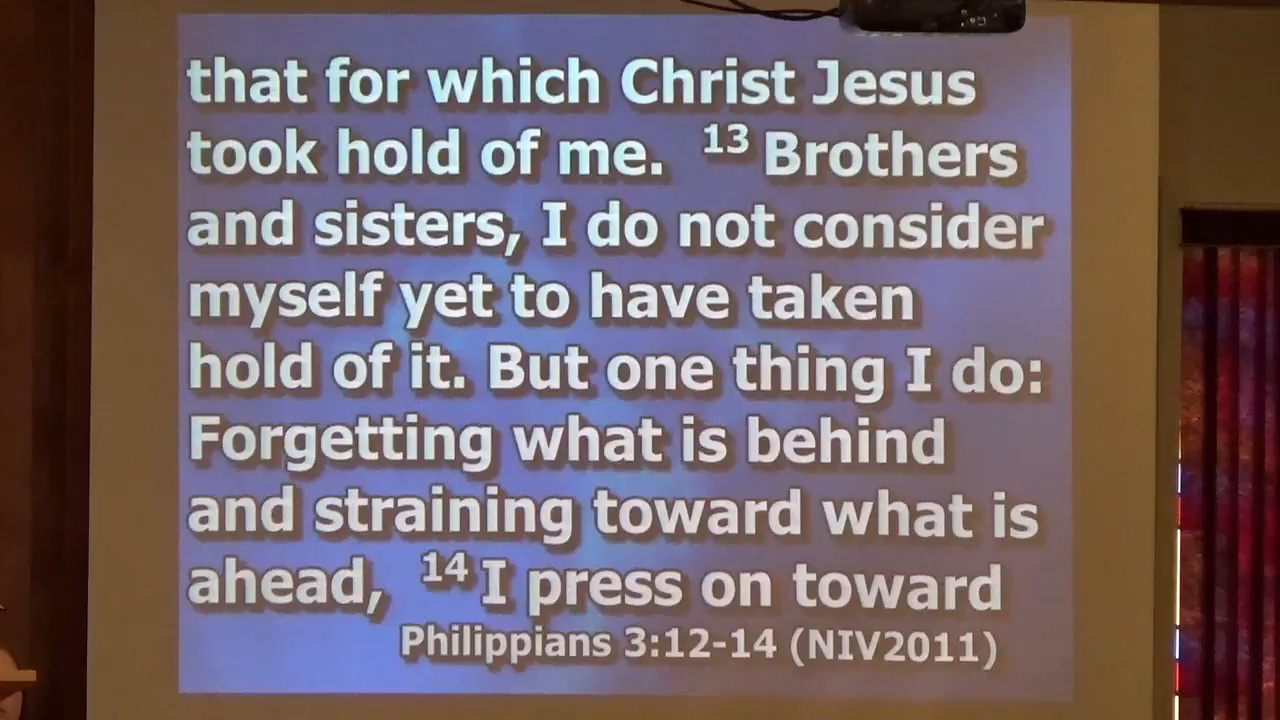 that for which Christ Jesus
took hold of me. 13 Brothers
and sisters, I do not consider
myself yet to have taken
hold of it. But one thing I do:
Forgetting what is behind
and straining toward what is
ahead, 14 I press on toward
Philippians 3:12-14 (NIV2011)